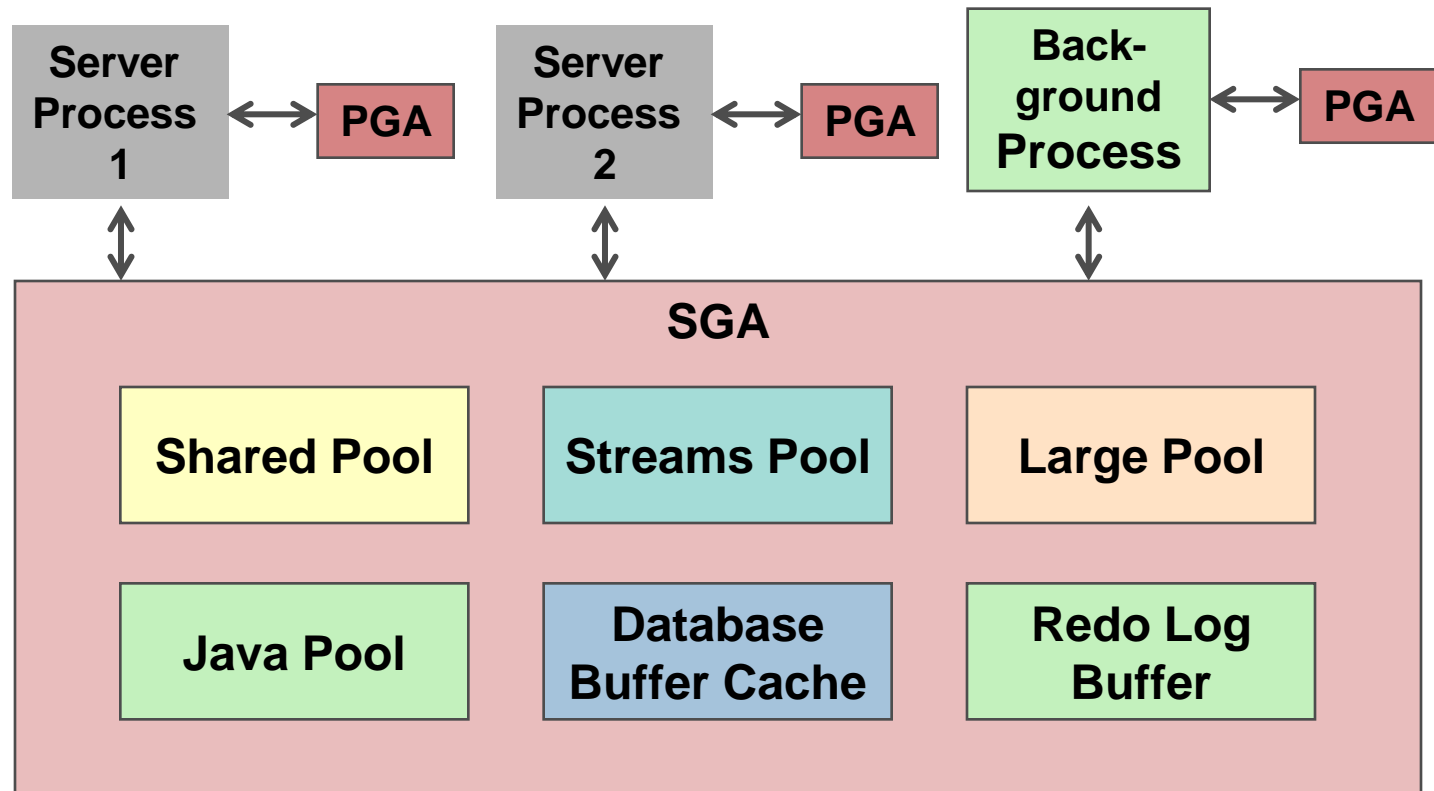 Server
Process
1
PGA
Server
Process
2
PGA
Back-
ground
Process
PGA
SGA
Shared Pool
Streams Pool
Large Pool
Java Pool
Database
Buffer Cache
Redo Log
Buffer